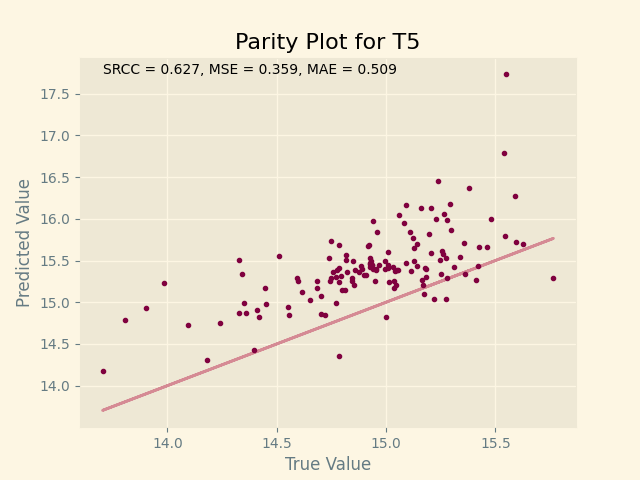 Parity Plot for T5
SRCC = 0.627, MSE = 0.359, MAE = 0.509
17.5
17.0
16.5
16.0
15.5
15.0
14.5
14.0
Predicted Value
14.0 14.5 15.0 15.5
True Value